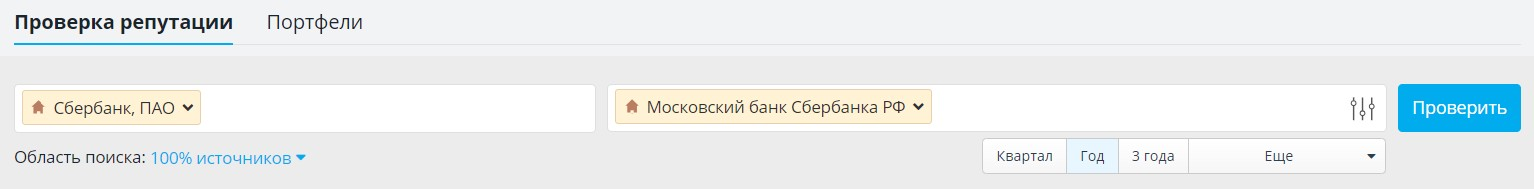 Проверка репутации Портфели
Сбербанк, ПАО Московский банк Сбербанка РФ Проверить
Область поиска: 100% источников Квартал Год 3 года Еще